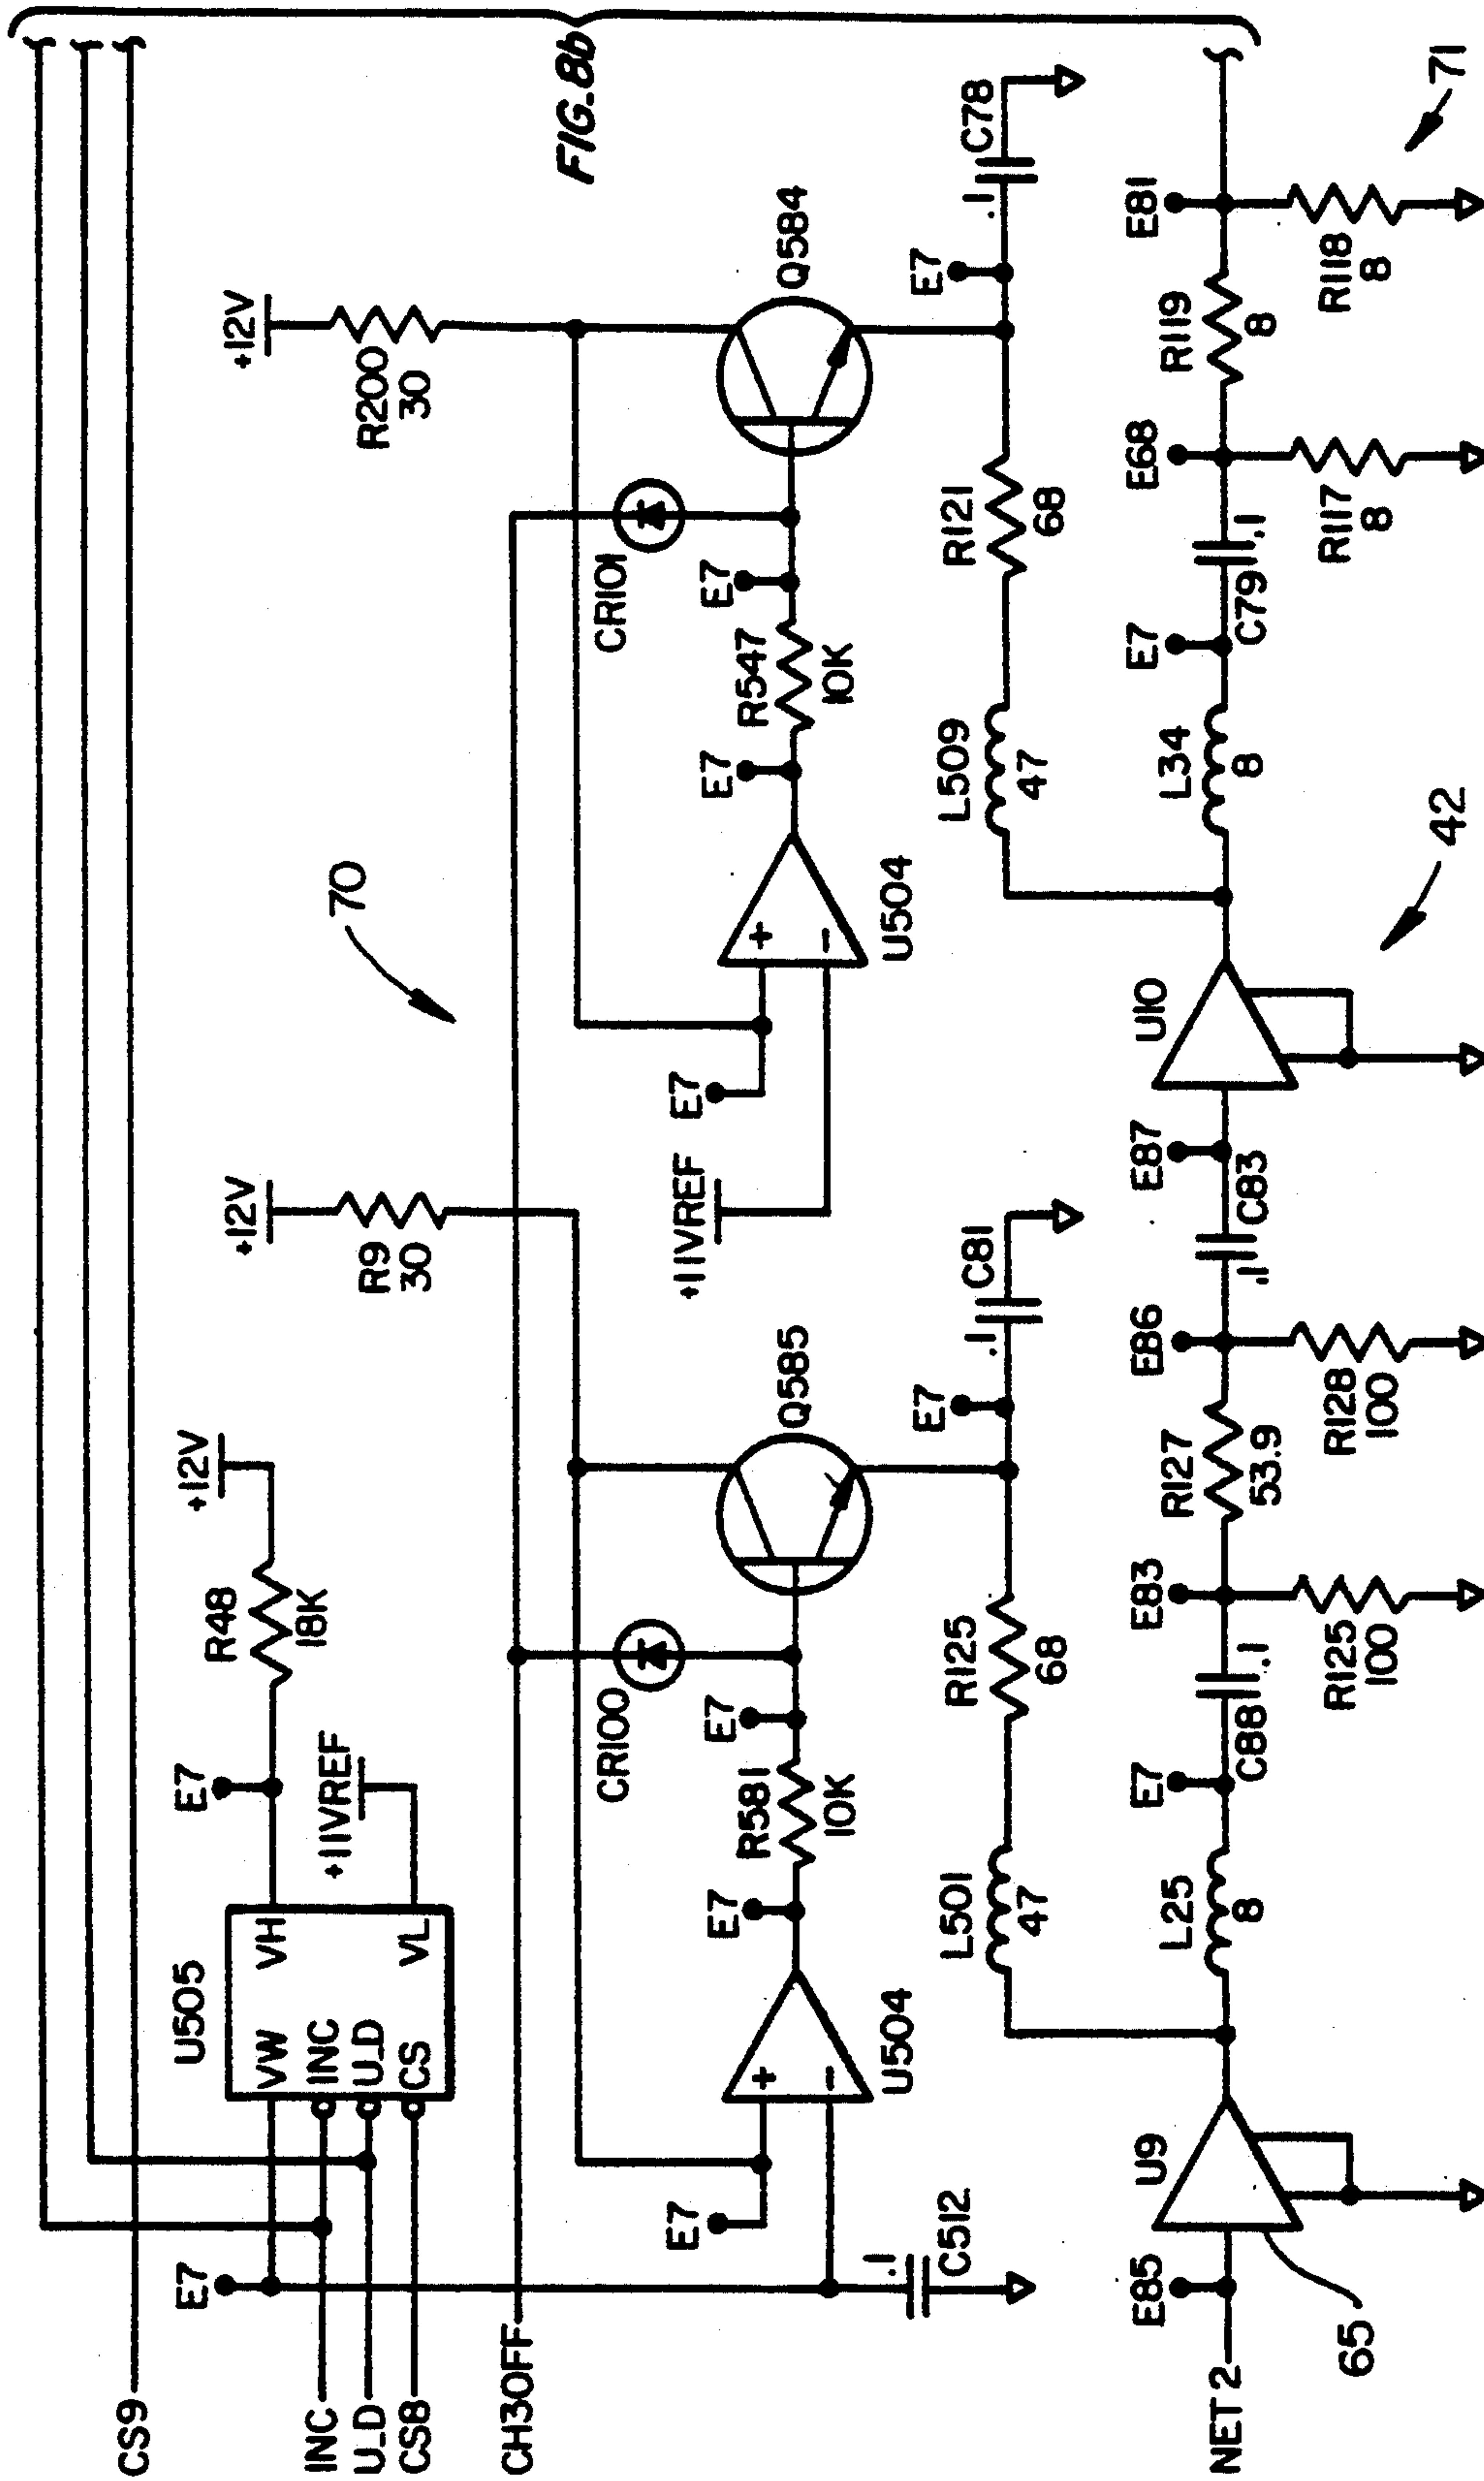 CS9
INC
U_D
CS8
E7
U505
VW
INC
U_D
CS
VH
VL
E7
+11VREF
R48
18K
+12V
+12V
R9
30
+12V
R200
30
70
FIG.8b
CH3OFF
CR100
CR101
E7
U504
+
-
E7
R581
10K
E7
Q585
+11VREF
E7
U504
+
-
E7
R547
10K
E7
Q584
.1
C512
L501
47
R125
68
E7
.1
C81
L509
47
R121
68
E7
.1
C78
NET2
E85
U9
65
L25
8
E7
C88
.1
E83
R125
100
R127
53.9
E86
R128
100
.1
C83
E87
U10
42
L34
8
E7
C79
.1
E68
R117
8
R119
8
E81
R118
8
71